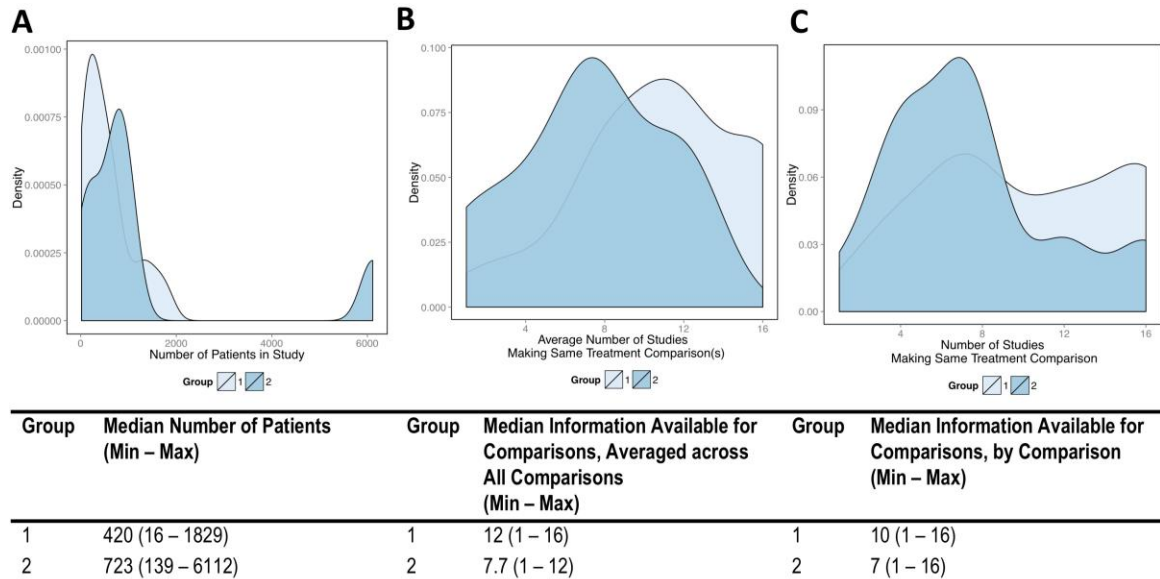 A
0.00100
0.00075
0.00050
0.00025
0.00000
Density
0 2000 4000 6000
Number of Patients in Study
Group 1 2
B
0.100
0.075
0.050
0.025
0.000
Density
4 8 12 16
Average Number of Studies
Making Same Treatment Comparison(s)
Group 1 2
C
0.09
0.06
0.03
0.00
Density
4 8 12 16
Number of Studies
Making Same Treatment Comparison
Group 1 2
Group Median Number of Patients
(Min – Max)
1 420 (16 – 1829)
2 723 (139 – 6112)
Group Median Information Available for
Comparisons, Averaged across
All Comparisons
(Min – Max)
1 12 (1 – 16)
2 7.7 (1 – 12)
Group Median Information Available for
Comparisons, by Comparison
(Min – Max)
1 10 (1 – 16)
2 7 (1 – 16)